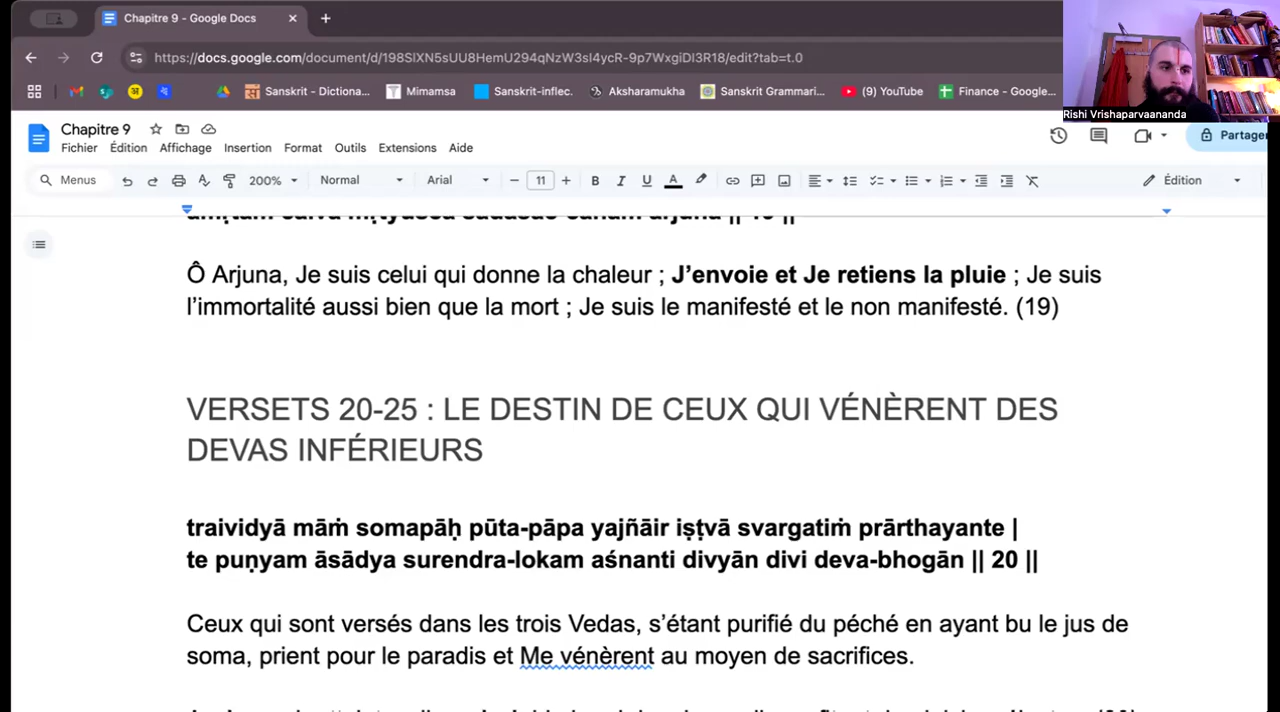 Chapitre 9 - Google Docs
https://docs.google.com/document/d/198SlXN5sUU8HemU294qNzW3sI4ycR-9p7WxgiDI3R18/edit?tab=t.0
Sanskrit - Dictiona... Mimamsa Sanskrit-inflec. Aksharamukha Sanskrit Grammari... (9) YouTube Finance - Google...
Rishi Vrishaparvaananda
Chapitre 9
Fichier Édition Affichage Insertion Format Outils Extensions Aide
Partager
Menus 200% Normal Arial 11 B I U A Édition
arjuna || 19 ||
Ô Arjuna, Je suis celui qui donne la chaleur ; J’envoie et Je retiens la pluie ; Je suis
l’immortalité aussi bien que la mort ; Je suis le manifesté et le non manifesté. (19)
VERSETS 20-25 : LE DESTIN DE CEUX QUI VÉNÈRENT DES
DEVAS INFÉRIEURS
traividyā māṁ somapāḥ pūta-pāpa yajñāir iṣṭvā svargatiṁ prārthayante |
te puṇyam āsādya surendra-lokam aśnanti divyān divi deva-bhogān || 20 ||
Ceux qui sont versés dans les trois Vedas, s’étant purifié du péché en ayant bu le jus de
soma, prient pour le paradis et Me vénèrent au moyen de sacrifices.